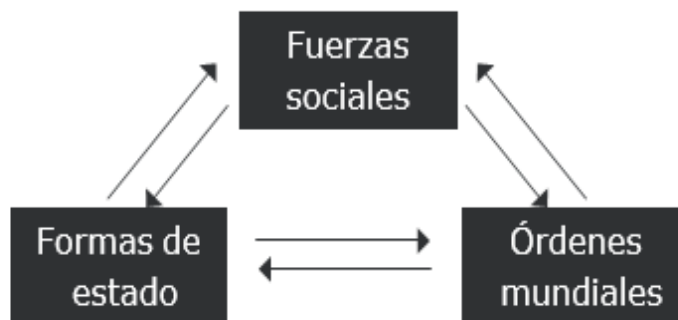 Fuerzas
sociales
Formas de
estado
Órdenes
mundiales